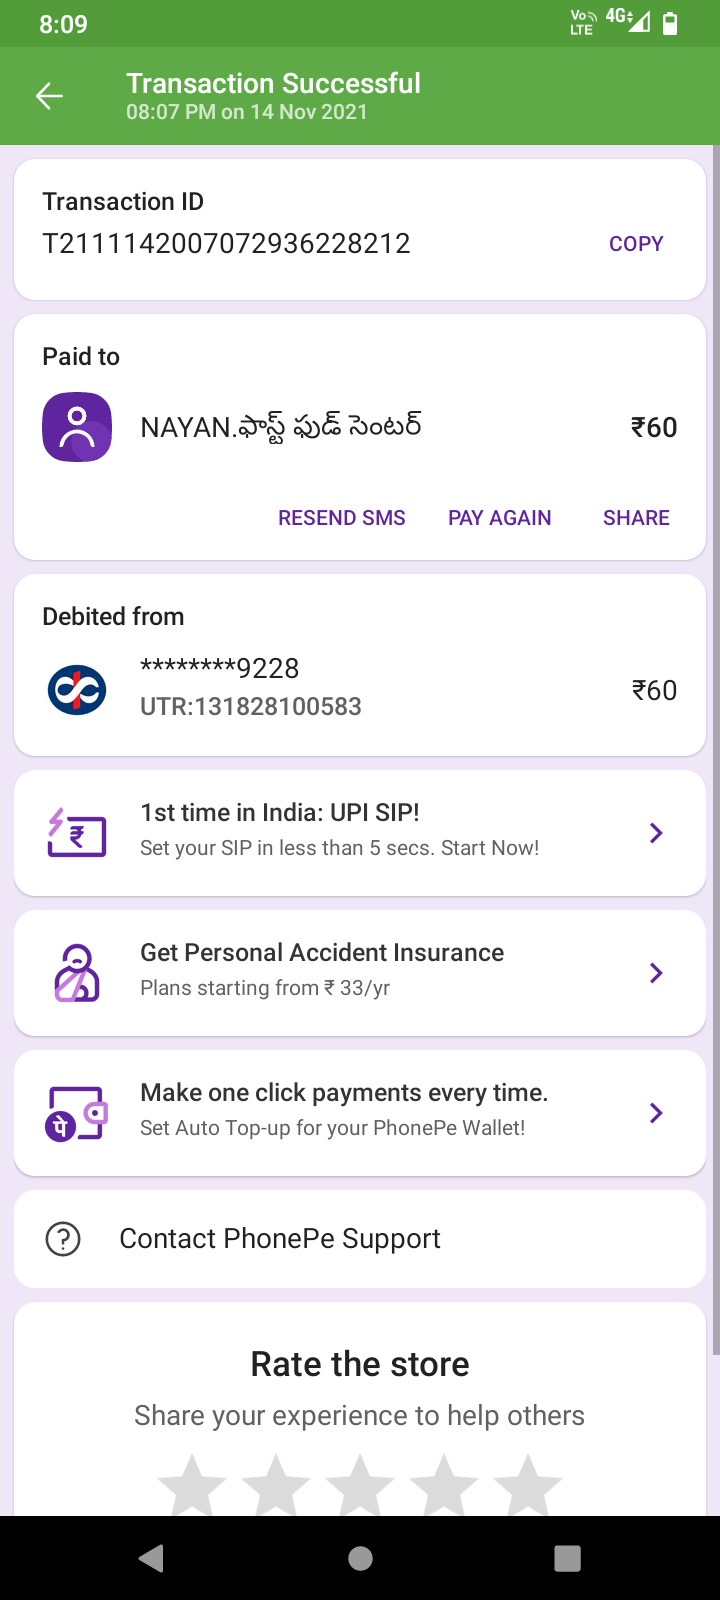 8:09
Vo
LTE
4G
Transaction Successful
08:07 PM on 14 Nov 2021
Transaction ID
T2111142007072936228212
COPY
Paid to
NAYAN.ఫాస్ట్ ఫుడ్ సెంటర్
₹60
RESEND SMS
PAY AGAIN
SHARE
Debited from
********9228
UTR:131828100583
₹60
1st time in India: UPI SIP!
Set your SIP in less than 5 secs. Start Now!
Get Personal Accident Insurance
Plans starting from ₹ 33/yr
पे
Make one click payments every time.
Set Auto Top-up for your PhonePe Wallet!
Contact PhonePe Support
Rate the store
Share your experience to help others